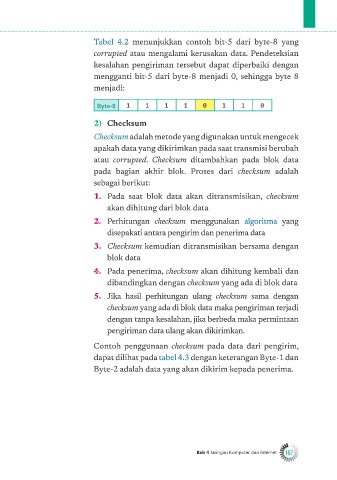 Tabel 4.2 menunjukkan contoh bit-5 dari byte-8 yang
corrupted atau mengalami kerusakan data. Pendeteksian
kesalahan pengiriman tersebut dapat diperbaiki dengan
mengganti bit-5 dari byte-8 menjadi 0, sehingga byte 8
menjadi:
Byte-8 1 1 1 1 0 1 1 0
2) Checksum
Checksum adalah metode yang digunakan untuk mengecek
apakah data yang dikirimkan pada saat transmisi berubah
atau corrupted. Checksum ditambahkan pada blok data
pada bagian akhir blok. Proses dari checksum adalah
sebagai berikut:
1. Pada saat blok data akan ditransmisikan, checksum
akan dihitung dari blok data
2. Perhitungan checksum menggunakan algoritma yang
disepakati antara pengirim dan penerima data
3. Checksum kemudian ditransmisikan bersama dengan
blok data
4. Pada penerima, checksum akan dihitung kembali dan
dibandingkan dengan checksum yang ada di blok data
5. Jika hasil perhitungan ulang checksum sama dengan
checksum yang ada di blok data maka pengiriman terjadi
dengan tanpa kesalahan, jika berbeda maka permintaan
pengiriman data ulang akan dikirimkan.
Contoh penggunaan checksum pada data dari pengirim,
dapat dilihat pada tabel 4.3 dengan keterangan Byte-1 dan
Byte-2 adalah data yang akan dikirim kepada penerima.
Bab 4 Jaringan Komputer dan Internet 167